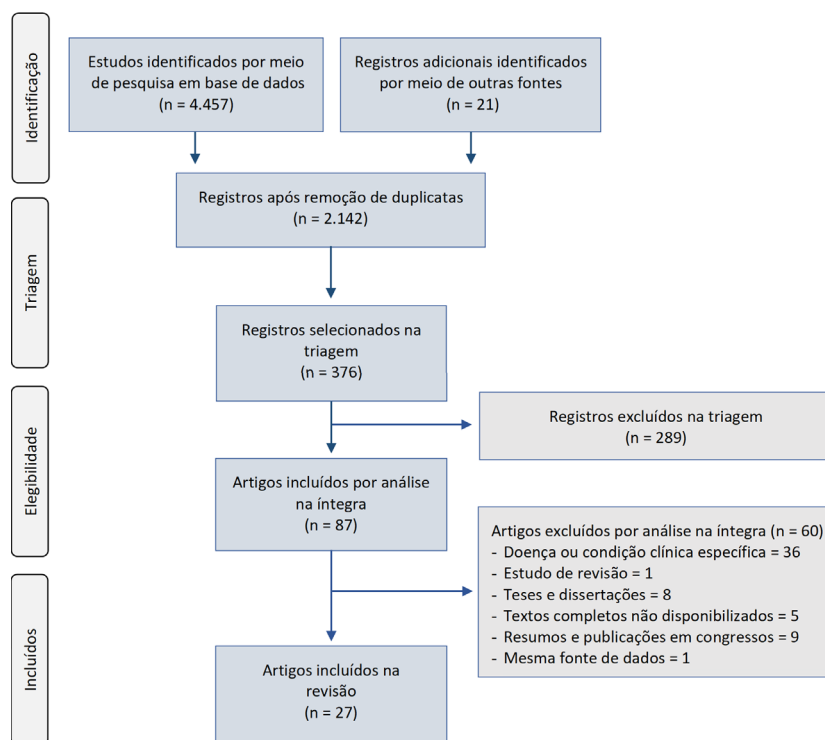 Identificação
Estudos identificados por meio
de pesquisa em base de dados
(n = 4.457)
Registros adicionais identificados
por meio de outras fontes
(n = 21)
Triagem
Registros após remoção de duplicatas
(n = 2.142)
Registros selecionados na
triagem
(n = 376)
Elegibilidade
Registros excluídos na triagem
(n = 289)
Artigos incluídos por análise
na íntegra
(n = 87)
Artigos excluídos por análise na íntegra (n = 60)
- Doença ou condição clínica específica = 36
- Estudo de revisão = 1
- Teses e dissertações = 8
- Textos completos não disponibilizados = 5
- Resumos e publicações em congressos = 9
- Mesma fonte de dados = 1
Incluídos
Artigos incluídos na
revisão
(n = 27)